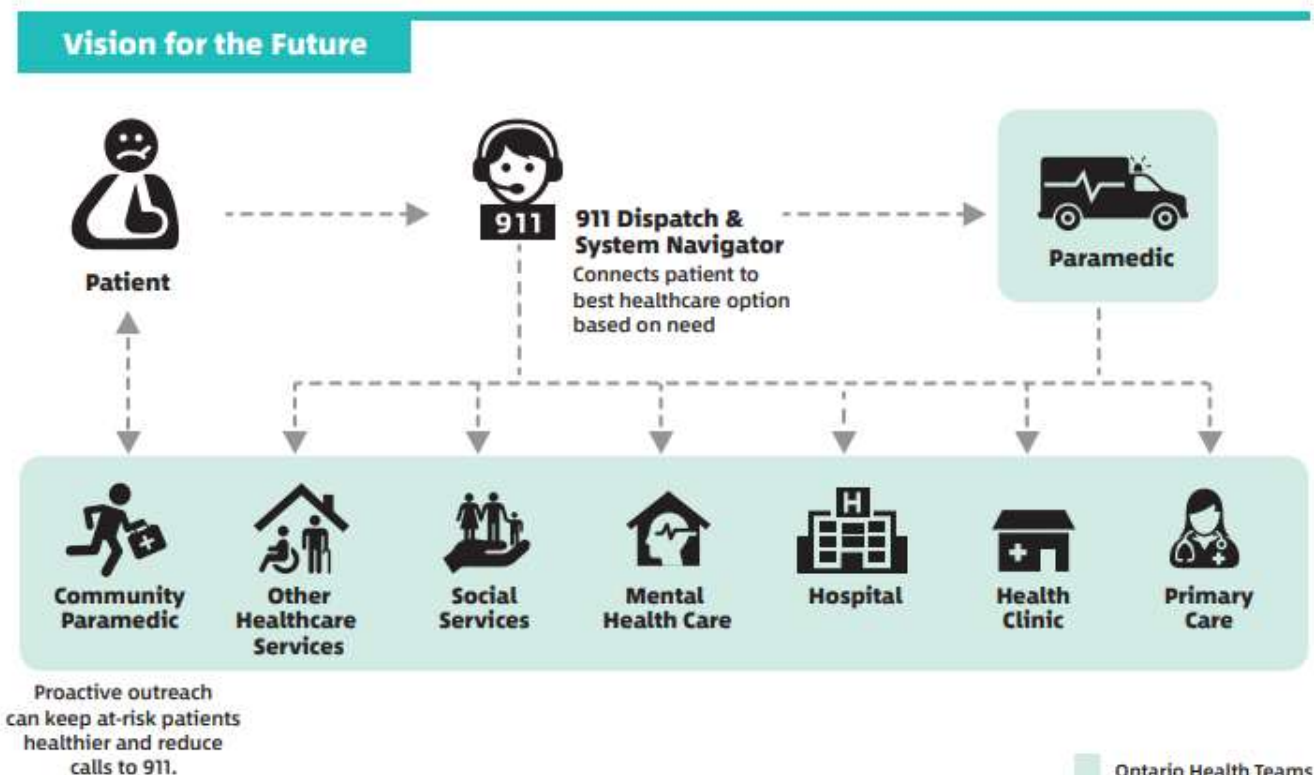 Vision for the Future
911
911 Dispatch &
System Navigator
Connects patient to
best healthcare option
based on need
Patient
Paramedic
H
Community
Paramedic
Other
Healthcare
Services
Social
Services
Mental
Health Care
Hospital
Health
Clinic
Primary
Care
Proactive outreach
can keep at-risk patients
healthier and reduce
calls to 911.
Ontario Health Teams